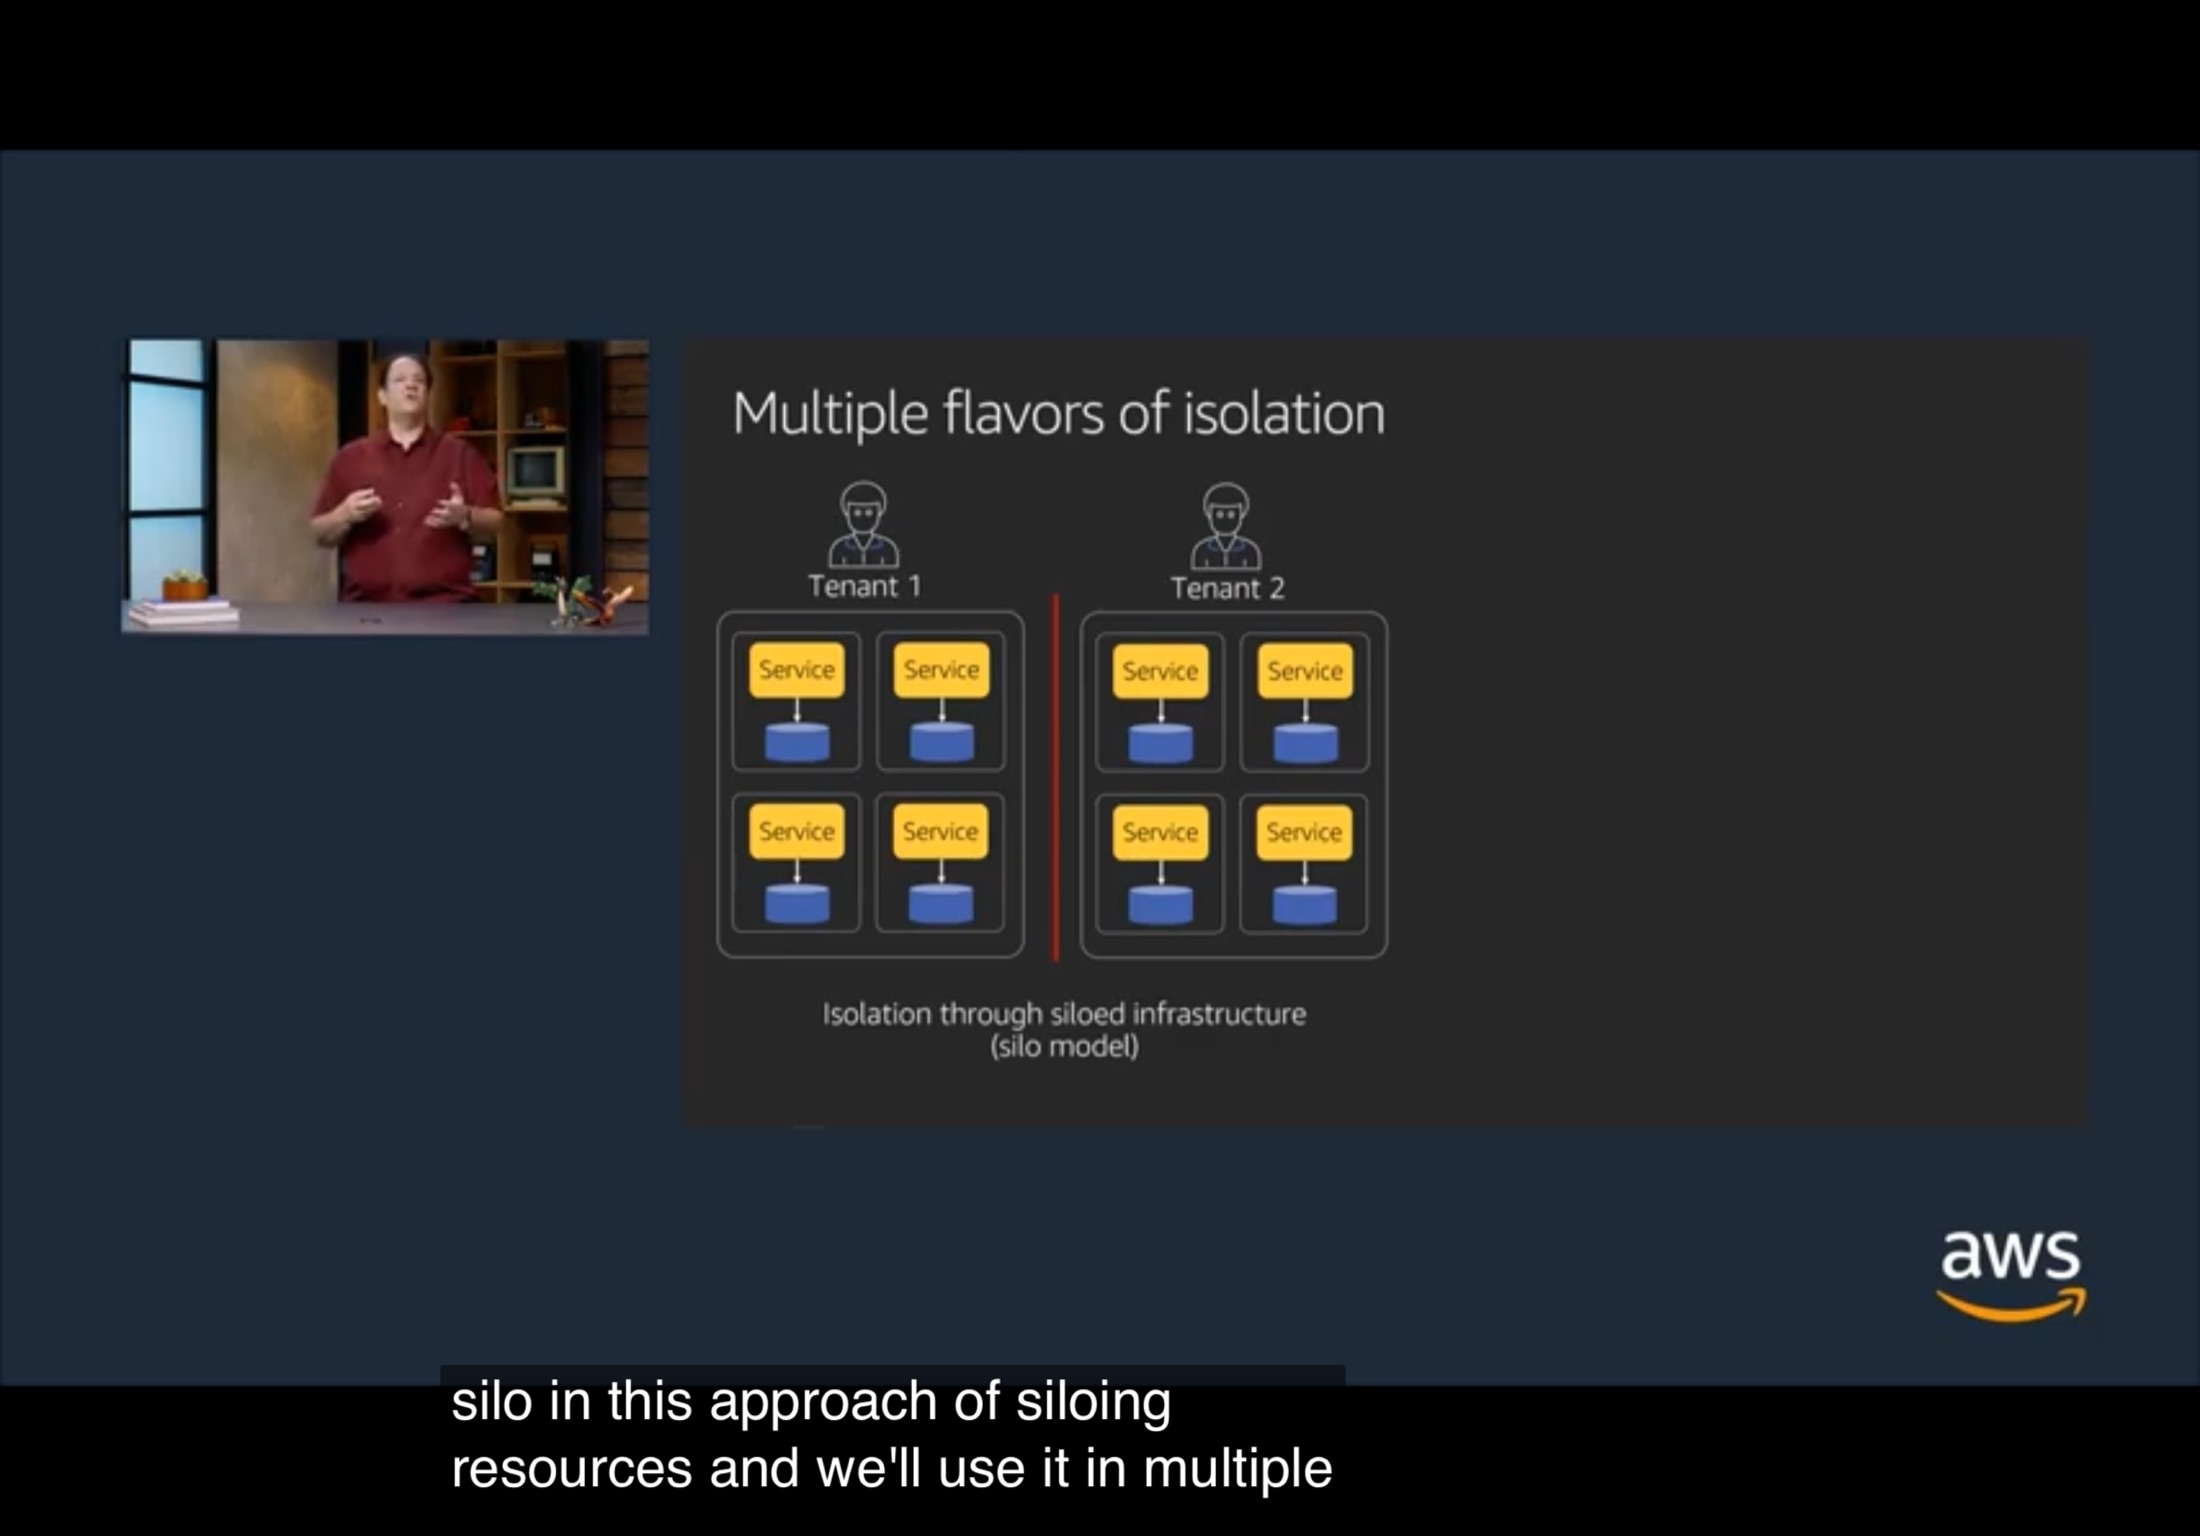 Multiple flavors of isolation
Tenant 1
Tenant 2
Service
Service
Service
Service
Service
Service
Service
Service
Isolation through siloed infrastructure
(silo model)
aws
silo in this approach of siloing
resources and we'll use it in multiple